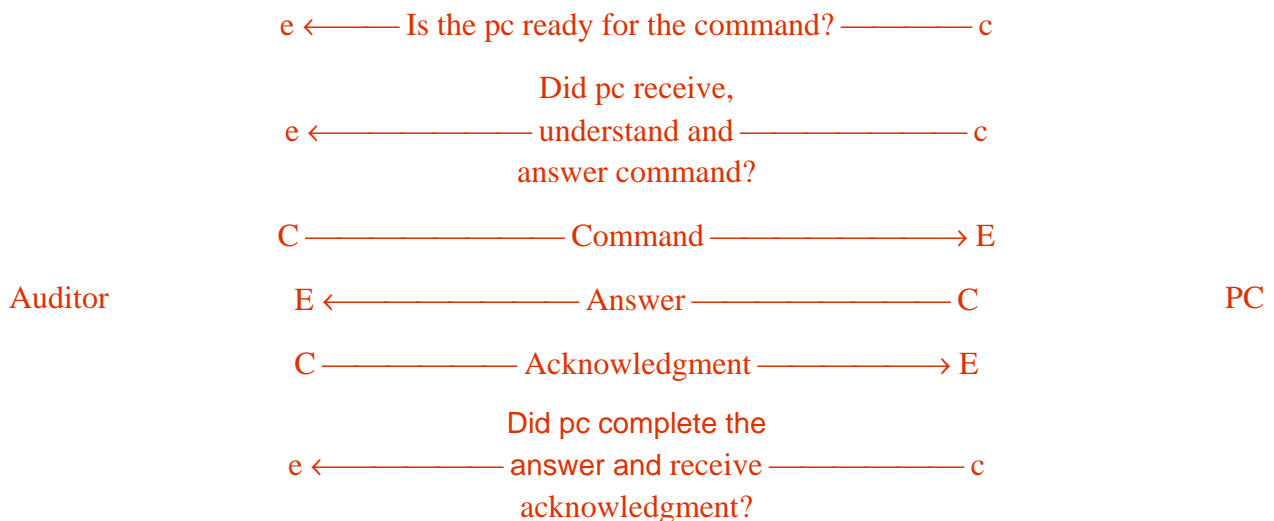 e ← Is the pc ready for the command? — c
Did pc receive,
e ← understand and — c
answer command?
C — Command → E
Auditor E ← Answer — C PC
C — Acknowledgment → E
Did pc complete the
e ← answer and receive — c
acknowledgment?